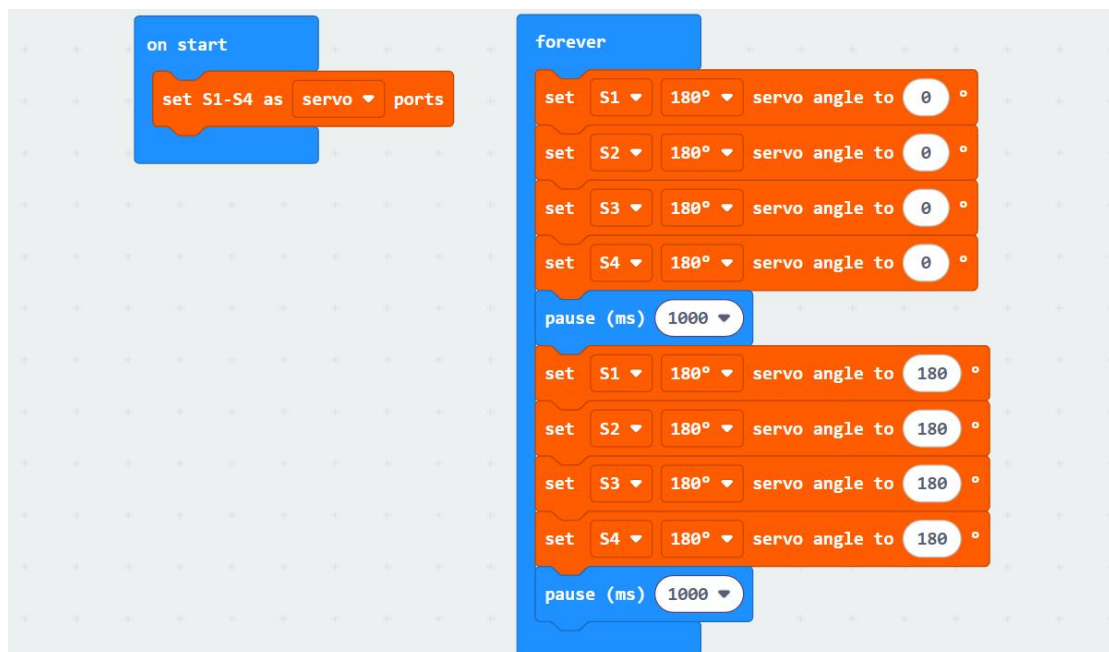 on start
set S1-S4 as servo ports
forever
set S1 180° servo angle to 0 °
set S2 180° servo angle to 0 °
set S3 180° servo angle to 0 °
set S4 180° servo angle to 0 °
pause (ms) 1000
set S1 180° servo angle to 180 °
set S2 180° servo angle to 180 °
set S3 180° servo angle to 180 °
set S4 180° servo angle to 180 °
pause (ms) 1000